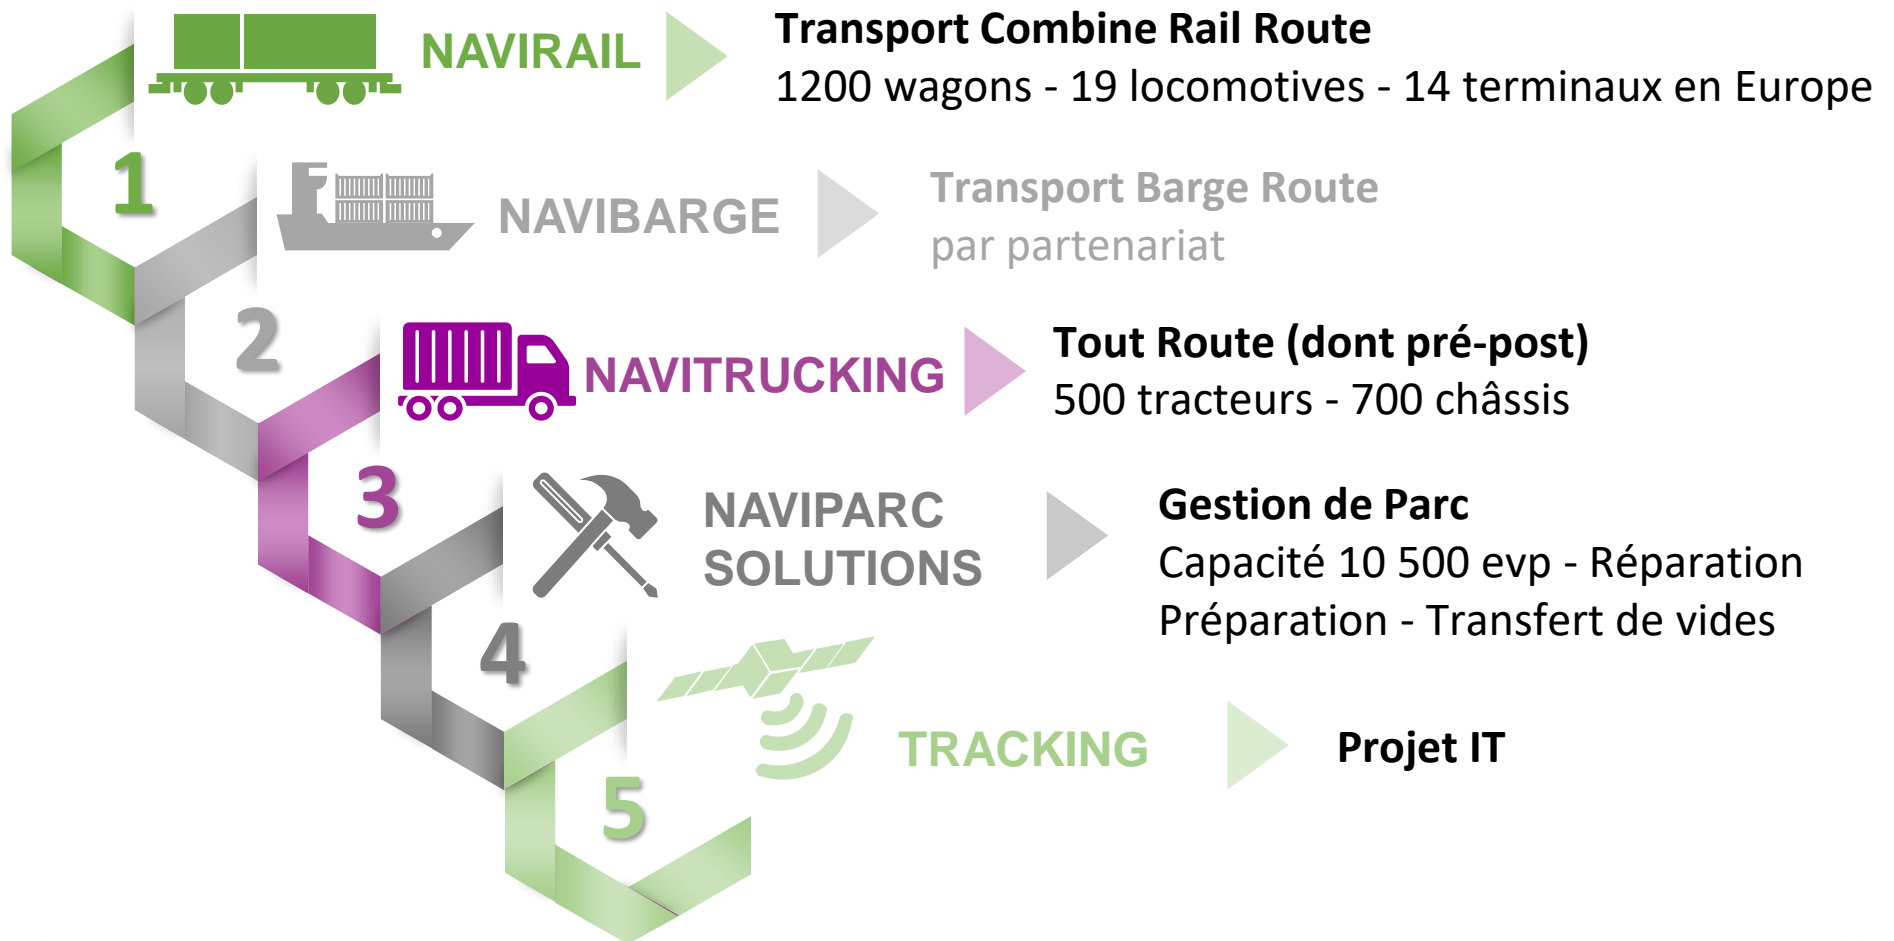 1
NAVIRAIL
Transport Combine Rail Route
1200 wagons - 19 locomotives - 14 terminaux en Europe
2
NAVIBARGE
Transport Barge Route
par partenariat
3
NAVITRUCKING
Tout Route (dont pré-post)
500 tracteurs - 700 châssis
4
NAVIPARC
SOLUTIONS
Gestion de Parc
Capacité 10 500 evp - Réparation
Préparation - Transfert de vides
5
TRACKING
Projet IT